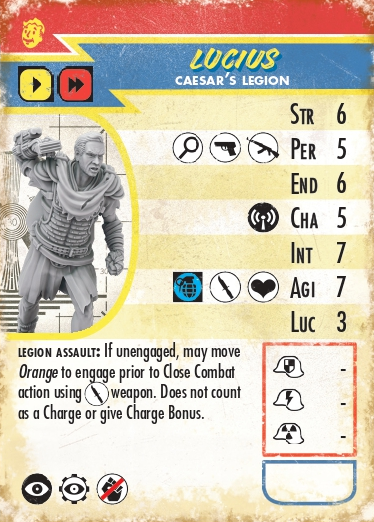 LUCIUS
CAESAR'S LEGION
STR 6
PER 5
END 6
CHA 5
INT 7
AGI 7
LUC 3
LEGION ASSAULT: If unengaged, may move
Orange to engage prior to Close Combat
action using weapon. Does not count
as a Charge or give Charge Bonus.
-
-
-